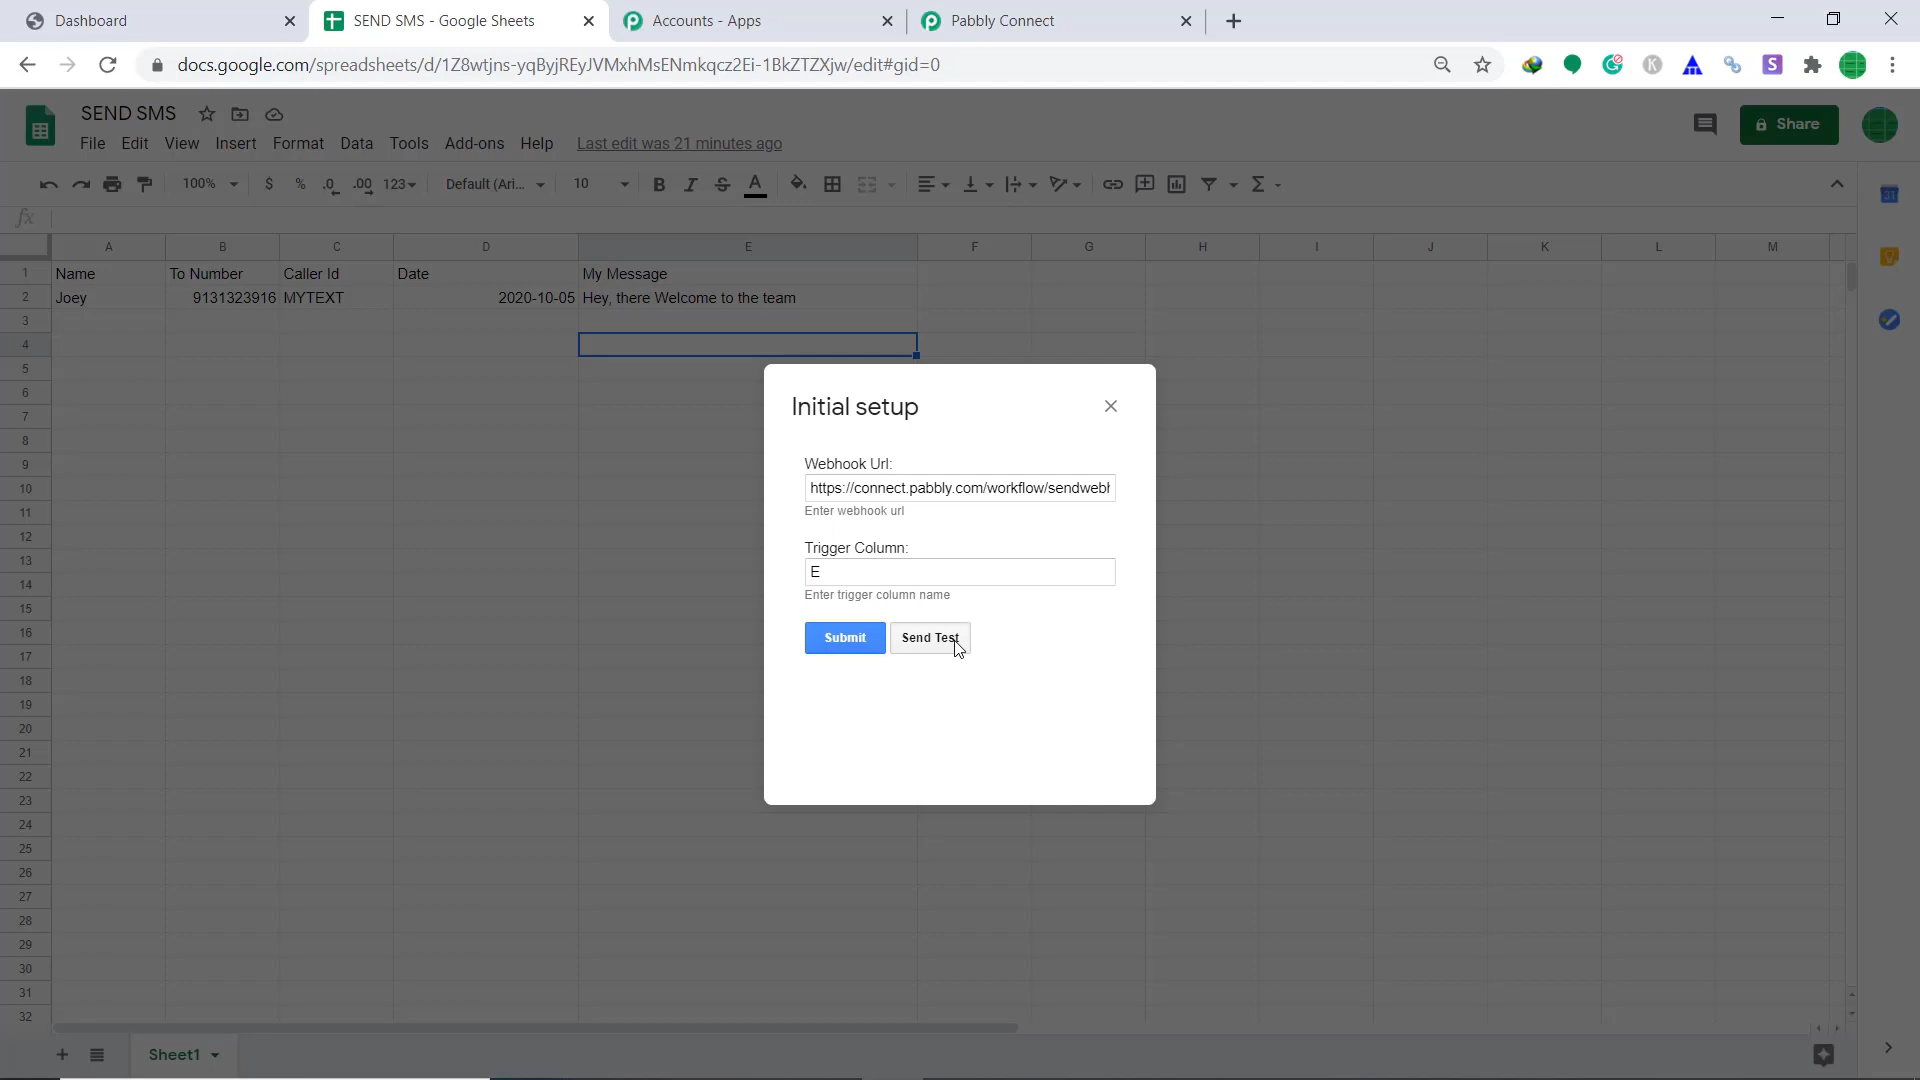 Dashboard
SEND SMS - Google Sheets
Accounts - Apps
Pabbly Connect
docs.google.com/spreadsheets/d/1Z8wtjns-yqByjREyJVMxhMsENmkqcz2Ei-1BkZTZXjw/edit#gid=0
SEND SMS
File Edit View Insert Format Data Tools Add-ons Help Last edit was 21 minutes ago
Share
100% $ % .0 .00 123 Default (Ari... 10 B I S A Σ
fx
A B C D E F G H I J K L M
1 Name To Number Caller Id Date My Message
2 Joey 9131323916 MYTEXT 2020-10-05 Hey, there Welcome to the team
3
4
5
6
7
8
9
10
11
12
13
14
15
16
17
18
19
20
21
22
23
24
25
26
27
28
29
30
31
32
Initial setup
Webhook Url:
https://connect.pabbly.com/workflow/sendweb
Enter webhook url
Trigger Column:
E
Enter trigger column name
Submit Send Test
Sheet1